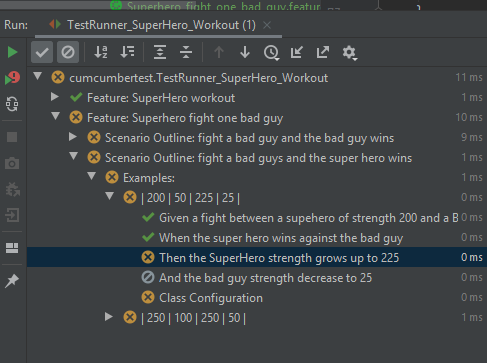 Superhero fight one bad guy.featur
Run: TestRunner_SuperHero_Workout (1) ×
cumcumbertest.TestRunner_SuperHero_Workout 11 ms
Feature: SuperHero workout 1 ms
Feature: Superhero fight one bad guy 10 ms
Scenario Outline: fight a bad guy and the bad guy wins 9 ms
Scenario Outline: fight a bad guys and the super hero wins 1 ms
Examples: 1 ms
| 200 | 50 | 225 | 25 | 0 ms
Given a fight between a supehero of strength 200 and a B 0 ms
When the super hero wins against the bad guy 0 ms
Then the SuperHero strength grows up to 225 0 ms
And the bad guy strength decrease to 25 0 ms
Class Configuration 0 ms
| 250 | 100 | 250 | 50 | 1 ms